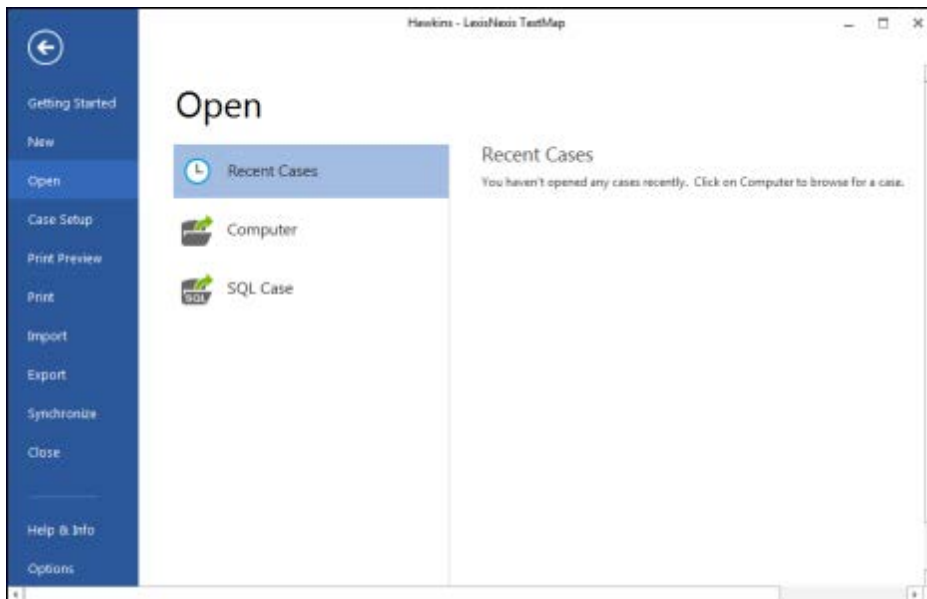 Hawkins - LexisNexis TextMap
Getting Started
New
Open
Case Setup
Print Preview
Print
Import
Export
Synchronize
Close
Help & Info
Options
Open
Recent Cases
Computer
SQL Case
SQL
Recent Cases
You haven't opened any cases recently. Click on Computer to browse for a case.